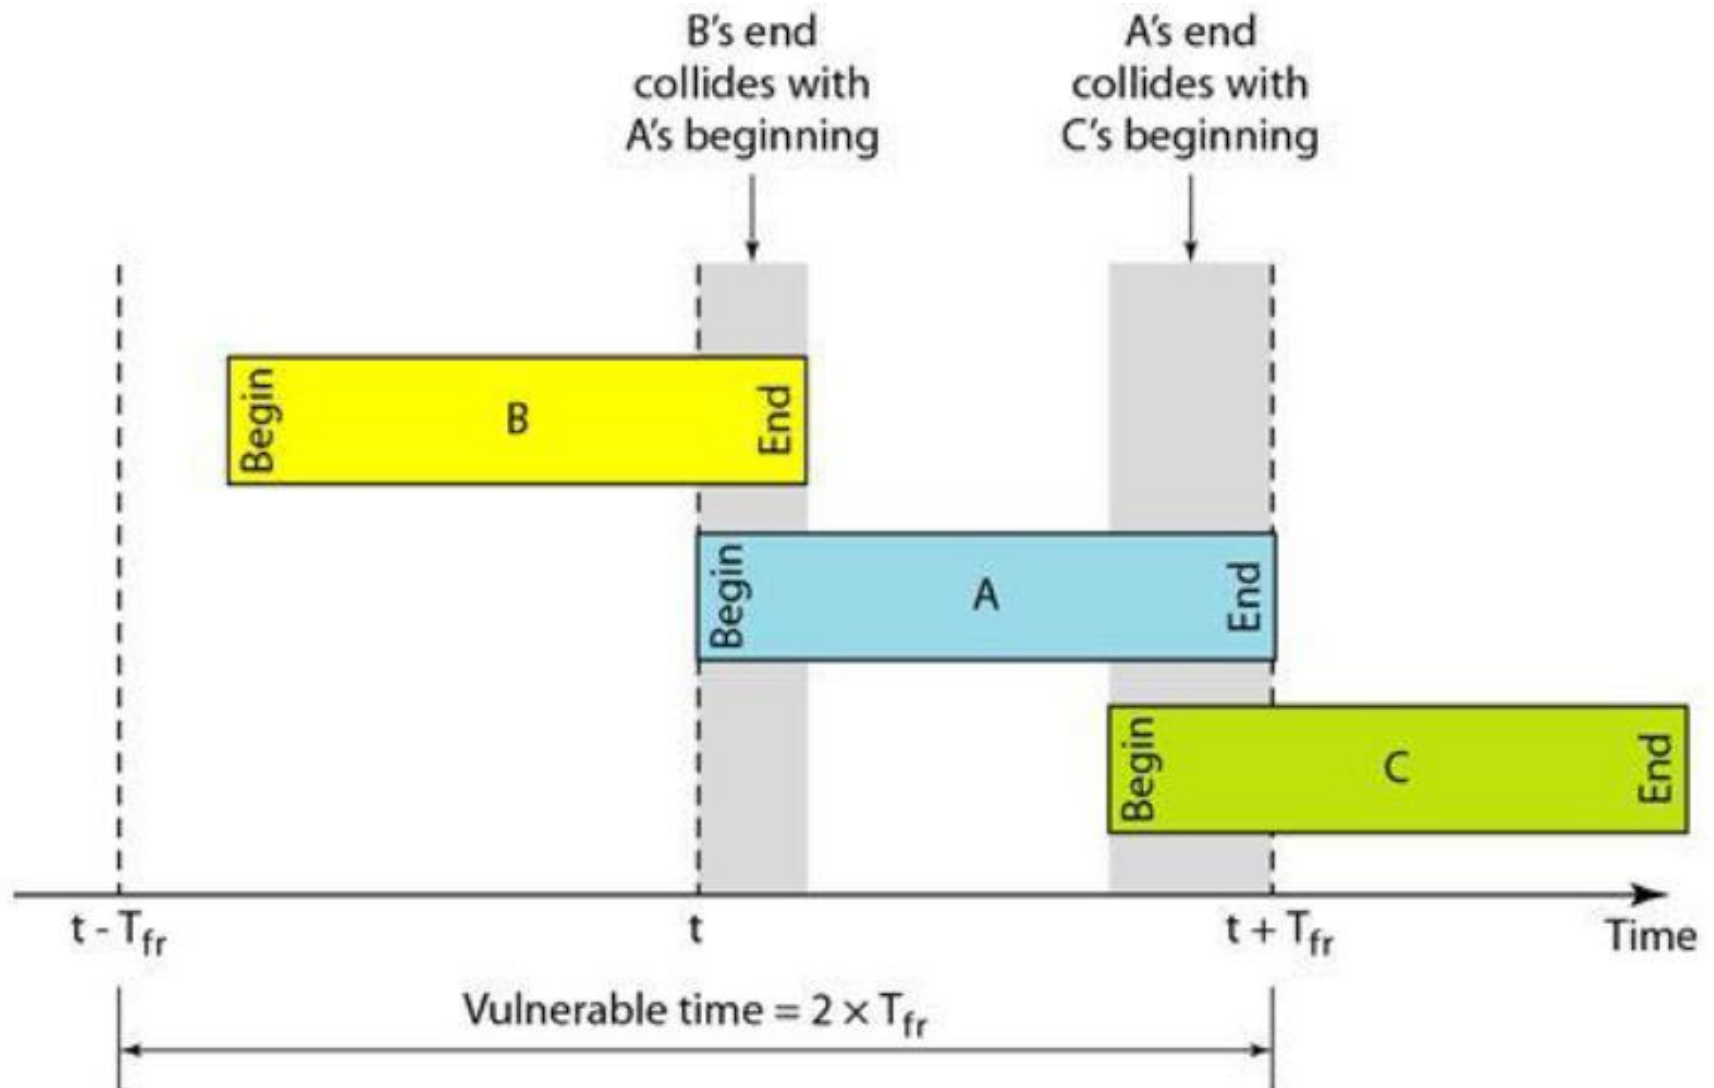 B's end
collides with
A's beginning
A's end
collides with
C's beginning
Begin
B
End
Begin
A
End
Begin
C
End
t - Tfr
t
t + Tfr
Time
Vulnerable time = 2 × Tfr